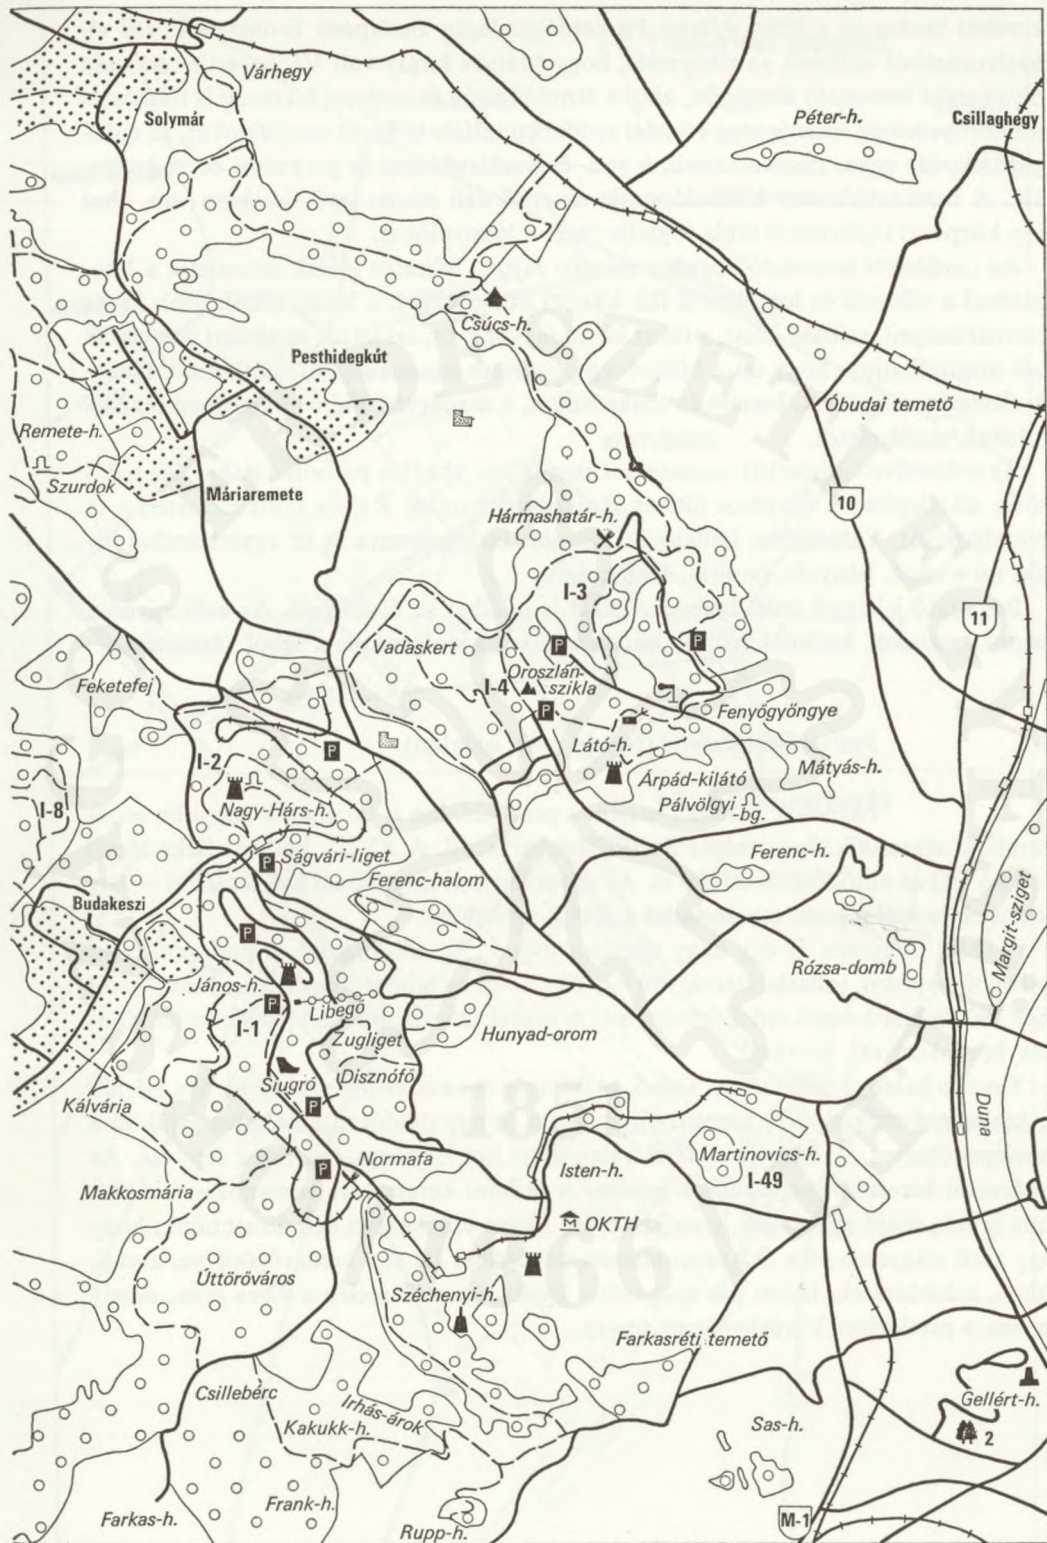 Várhegy
Solymár
Péter-h.
Csillaghegy
Csúcs-h.
Pesthidegkút
Óbudai temető
Remete-h.
Szurdok
Máriaremete
10
Hármashatár-h.
I-3
11
Vadaskert
P
P
Oroszlán-
szikla
I-4
Feketefej
P
Fenyőgyöngye
I-2
P
Látó-h.
Árpád-kilátó
Mátyás-h.
Nagy-Hárs-h.
Pálvölgyi
-bg.
I-8
Ságvári-liget
P
Ferenc-h.
Ferenc-halom
Budakeszi
P
Margit-sziget
Rózsa-domb
János-h.
P
Libegő
I-1
Hunyad-orom
Zugliget
Disznófő
Siugró
Kálvária
P
Duna
1851
Normafa
P
Isten-h.
Martinovics-h.
I-49
Makkosmária
M OKTH
Úttörőváros
1866
Széchenyi-h.
Farkasréti temető
Csillebérc
Gellért-h.
Irhás-árok
Kakukk-h.
Sas-h.
2
Frank-h.
Farkas-h.
Rupp-h.
M-1